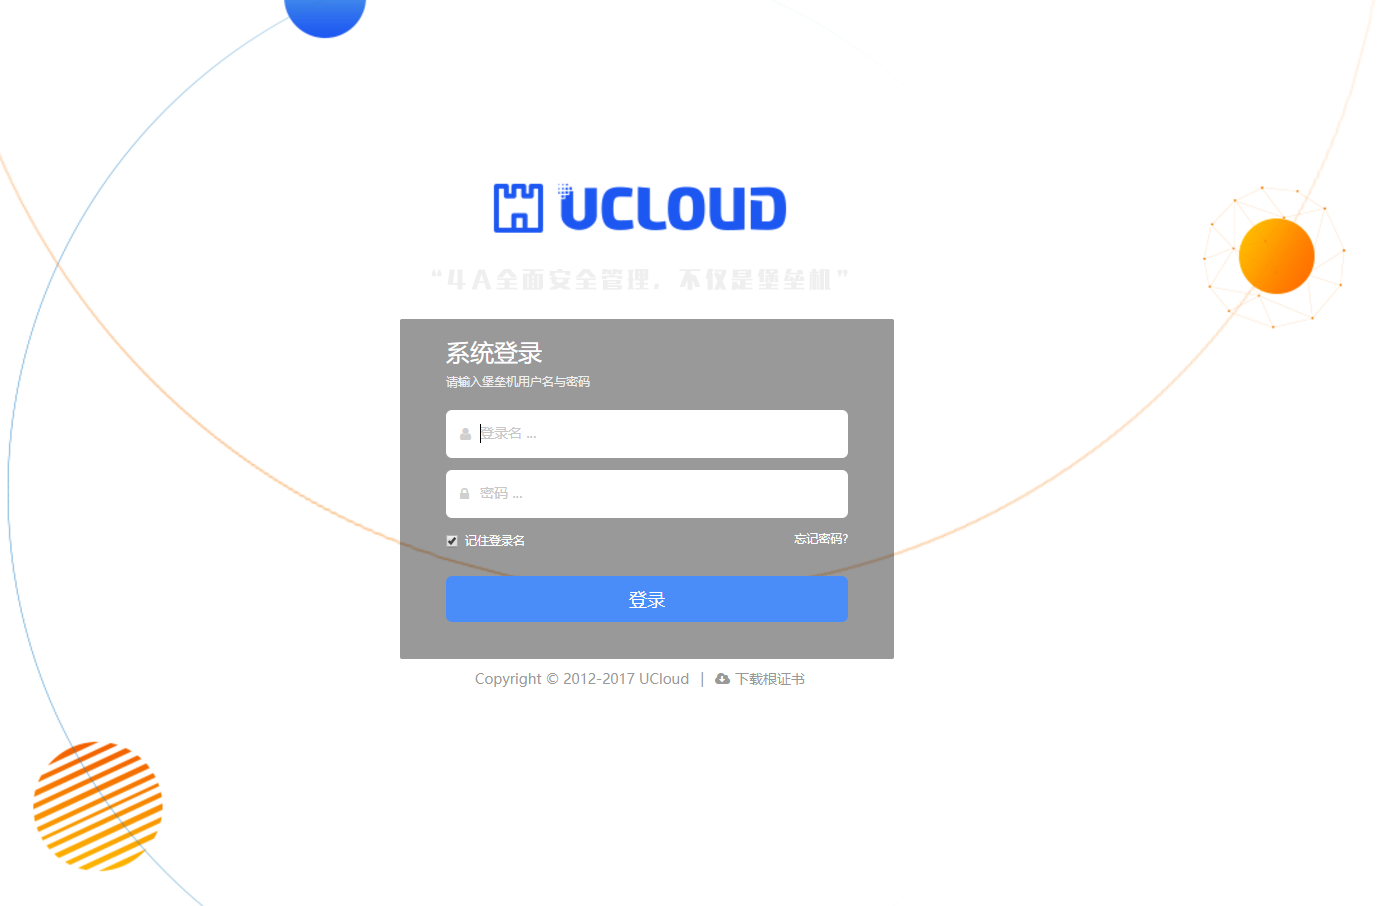 UCLOUD
“4A全面安全管理，不仅是堡垒机”
系统登录
请输入堡垒机用户名与密码
登录名 ...
密码 ...
记住登录名 忘记密码?
登录
Copyright © 2012-2017 UCloud | 下载根证书